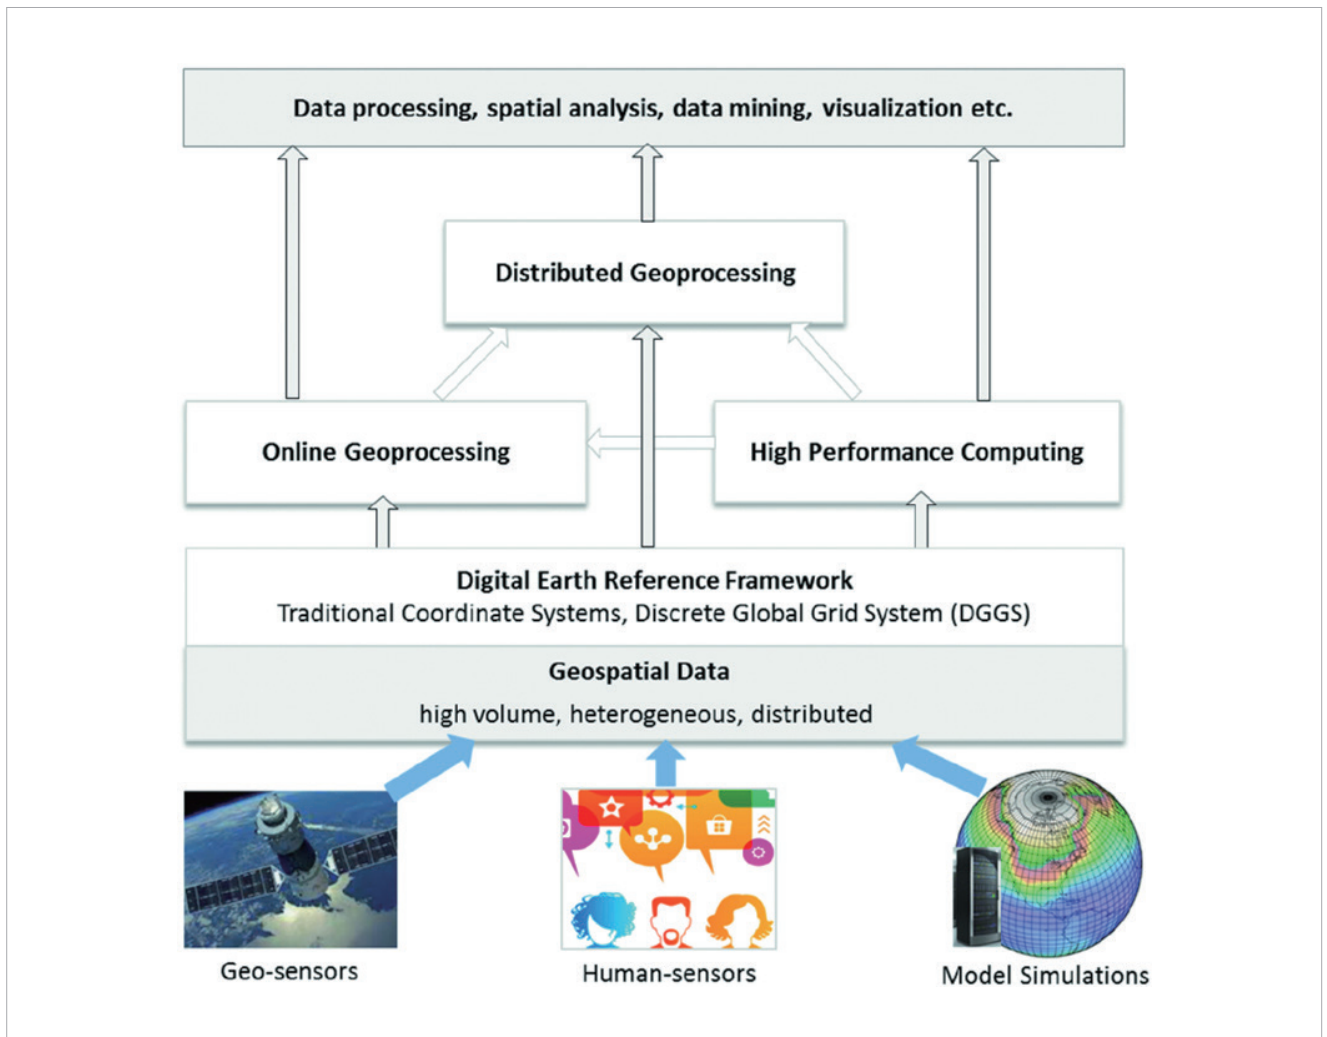 Data processing, spatial analysis, data mining, visualization etc.
Distributed Geoprocessing
Online Geoprocessing
High Performance Computing
Digital Earth Reference Framework
Traditional Coordinate Systems, Discrete Global Grid System (DGGS)
Geospatial Data
high volume, heterogeneous, distributed
Geo-sensors
Human-sensors
Model Simulations